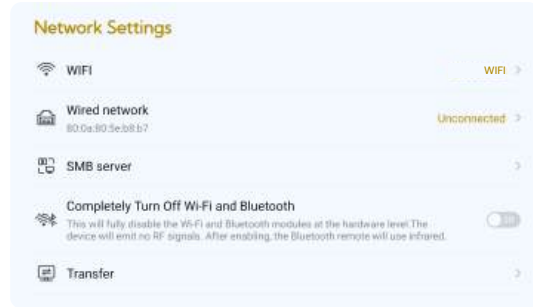 Network Settings
WIFI
WIFI
Wired network
Unconnected
80:0a:80:5e:b8:b7
SMB server
Completely Turn Off Wi-Fi and Bluetooth
This will fully disable the Wi-Fi and Bluetooth modules at the hardware level.The
device will emit no RF signals. After enabling, the Bluetooth remote will use infrared.
Transfer